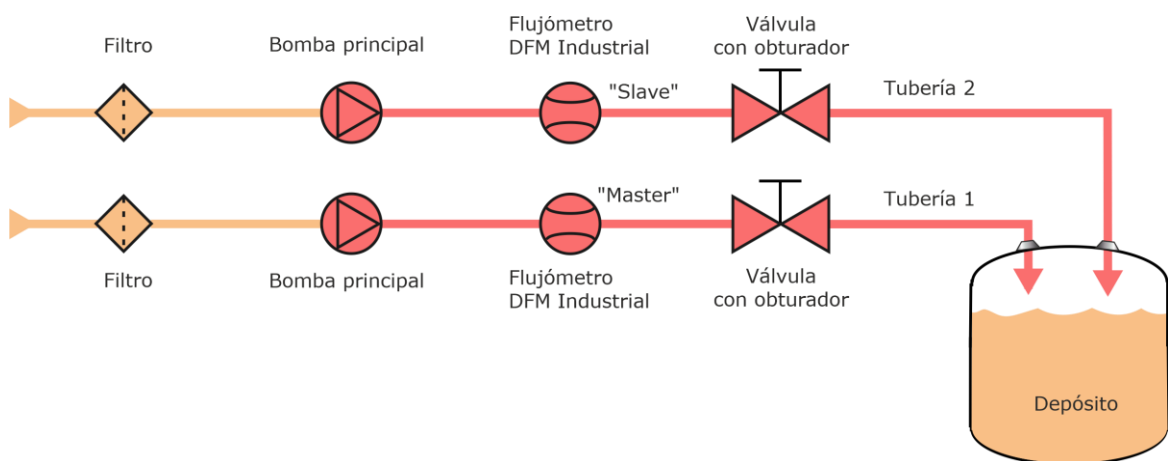 Filtro
Bomba principal
Flujómetro
DFM Industrial
Válvula
con obturador
"Slave"
Tubería 2
"Master"
Tubería 1
Filtro
Bomba principal
Flujómetro
DFM Industrial
Válvula
con obturador
Depósito